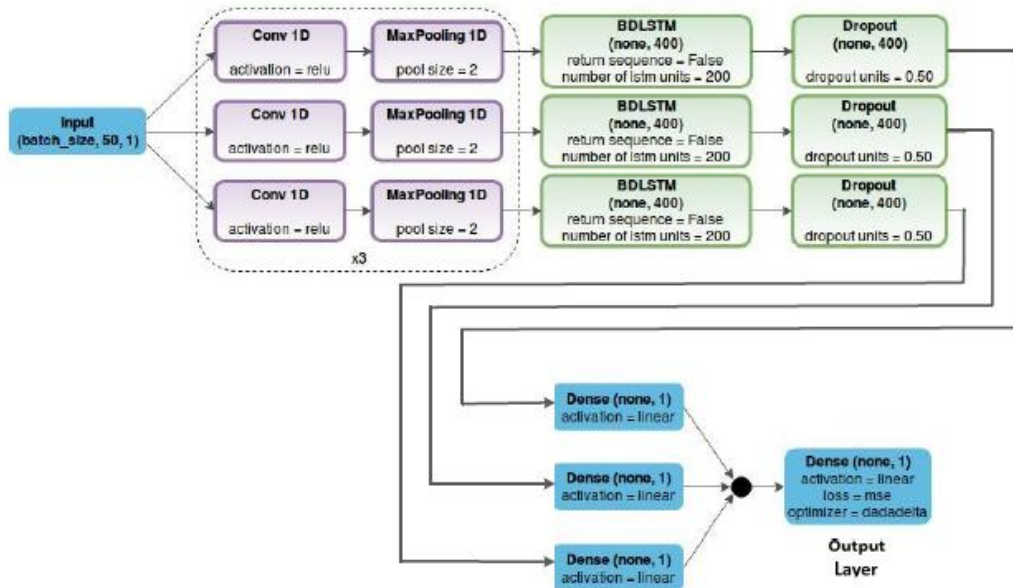 Input
(batch_size, 50, 1)
Conv 1D
activation = relu
MaxPooling 1D
pool size = 2
BDLSTM
(none, 400)
return sequence = False
number of lstm units = 200
Dropout
(none, 400)
dropout units = 0.50
Conv 1D
activation = relu
MaxPooling 1D
pool size = 2
BDLSTM
(none, 400)
return sequence = False
number of lstm units = 200
Dropout
(none, 400)
dropout units = 0.50
Conv 1D
activation = relu
MaxPooling 1D
pool size = 2
BDLSTM
(none, 400)
return sequence = False
number of lstm units = 200
Dropout
(none, 400)
dropout units = 0.50
x3
Dense (none, 1)
activation = linear
Dense (none, 1)
activation = linear
Dense (none, 1)
activation = linear
Dense (none, 1)
activation = linear
loss = mse
optimizer = dadadelta
Output
Layer